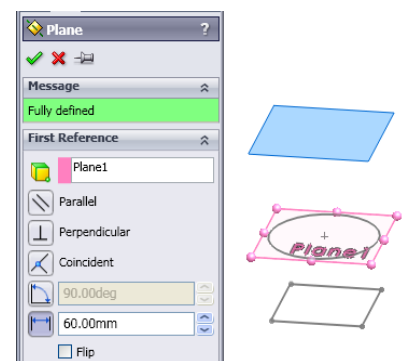 Plane ?
Message
Fully defined
First Reference
Plane1
Parallel
Perpendicular
Coincident
90.00deg
60.00mm
Flip
Plane1